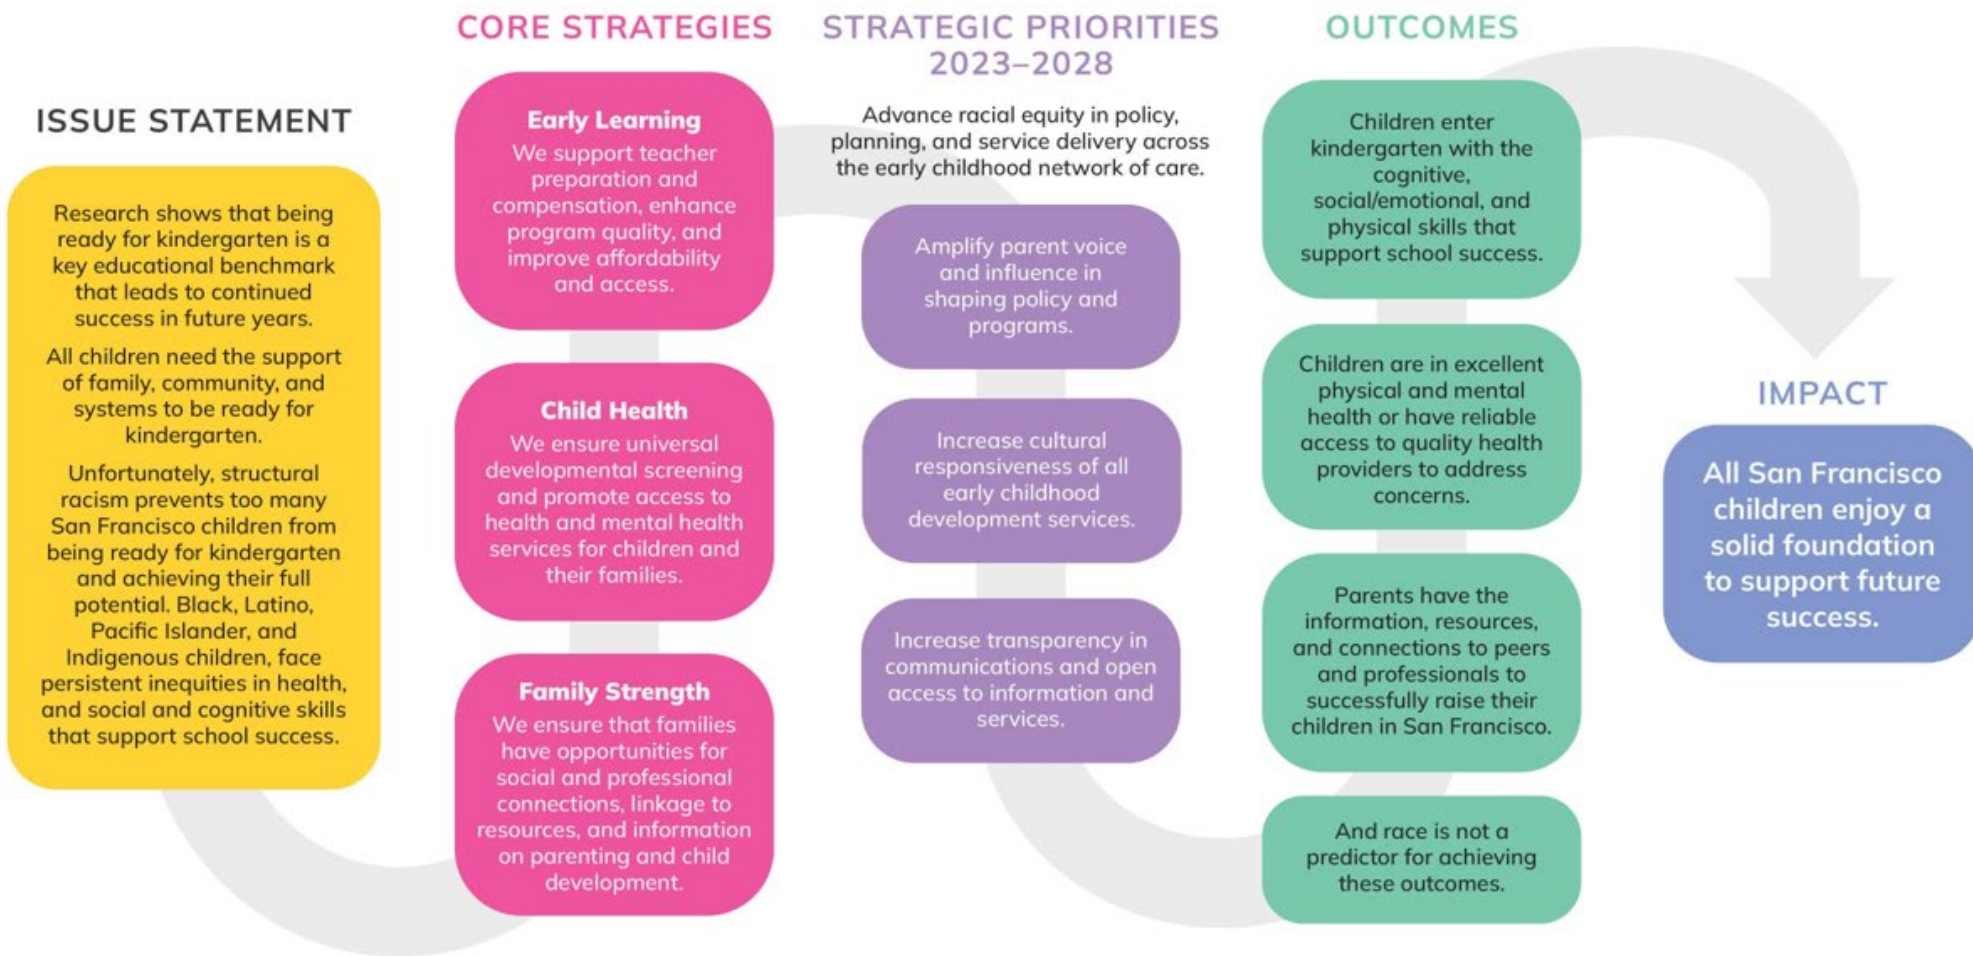 ISSUE STATEMENT
Research shows that being
ready for kindergarten is a
key educational benchmark
that leads to continued
success in future years.
All children need the support
of family, community, and
systems to be ready for
kindergarten.
Unfortunately, structural
racism prevents too many
San Francisco children from
being ready for kindergarten
and achieving their full
potential. Black, Latino,
Pacific Islander, and
Indigenous children, face
persistent inequities in health,
and social and cognitive skills
that support school success.
CORE STRATEGIES
Early Learning
We support teacher
preparation and
compensation, enhance
program quality, and
improve affordability
and access.
Child Health
We ensure universal
developmental screening
and promote access to
health and mental health
services for children and
their families.
Family Strength
We ensure that families
have opportunities for
social and professional
connections, linkage to
resources, and information
on parenting and child
development.
STRATEGIC PRIORITIES
2023–2028
Advance racial equity in policy,
planning, and service delivery across
the early childhood network of care.
Amplify parent voice
and influence in
shaping policy and
programs.
Increase cultural
responsiveness of all
early childhood
development services.
Increase transparency in
communications and open
access to information and
services.
OUTCOMES
Children enter
kindergarten with the
cognitive,
social/emotional, and
physical skills that
support school success.
Children are in excellent
physical and mental
health or have reliable
access to quality health
providers to address
concerns.
Parents have the
information, resources,
and connections to peers
and professionals to
successfully raise their
children in San Francisco.
And race is not a
predictor for achieving
these outcomes.
IMPACT
All San Francisco
children enjoy a
solid foundation
to support future
success.